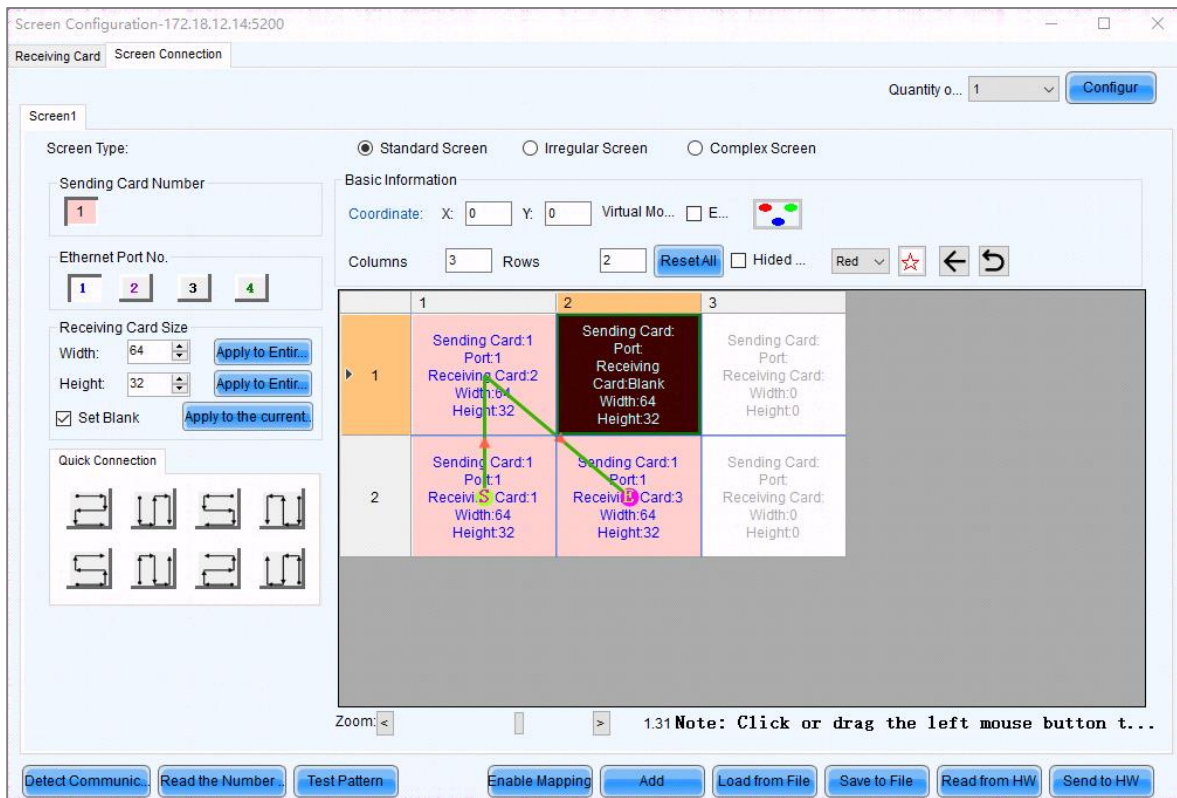 Screen Configuration-172.18.12.14:5200
Receiving Card Screen Connection
Quantity o... 1 Configur
Screen1
Screen Type: Standard Screen Irregular Screen Complex Screen
Sending Card Number
1
Basic Information
Coordinate: X: 0 Y: 0 Virtual Mo... E...
Ethernet Port No.
1 2 3 4
Columns 3 Rows 2 Reset All Hided ... Red
Receiving Card Size
Width: 64 Apply to Entir...
Height: 32 Apply to Entir...
Set Blank Apply to the current..
Quick Connection
1 2 3
1
Sending Card:1
Port:1
Receiving Card:2
Width:64
Height:32
Sending Card:
Port:
Receiving
Card:Blank
Width:64
Height:32
Sending Card:
Port:
Receiving Card:
Width:0
Height:0
2
Sending Card:1
Port:1
Receiving Card:1
S
Width:64
Height:32
Sending Card:1
Port:1
Receiving Card:3
E
Width:64
Height:32
Sending Card:
Port:
Receiving Card:
Width:0
Height:0
Zoom: < > 1.31 Note: Click or drag the left mouse button t...
Detect Communic... Read the Number .. Test Pattern Enable Mapping Add Load from File Save to File Read from HW Send to HW